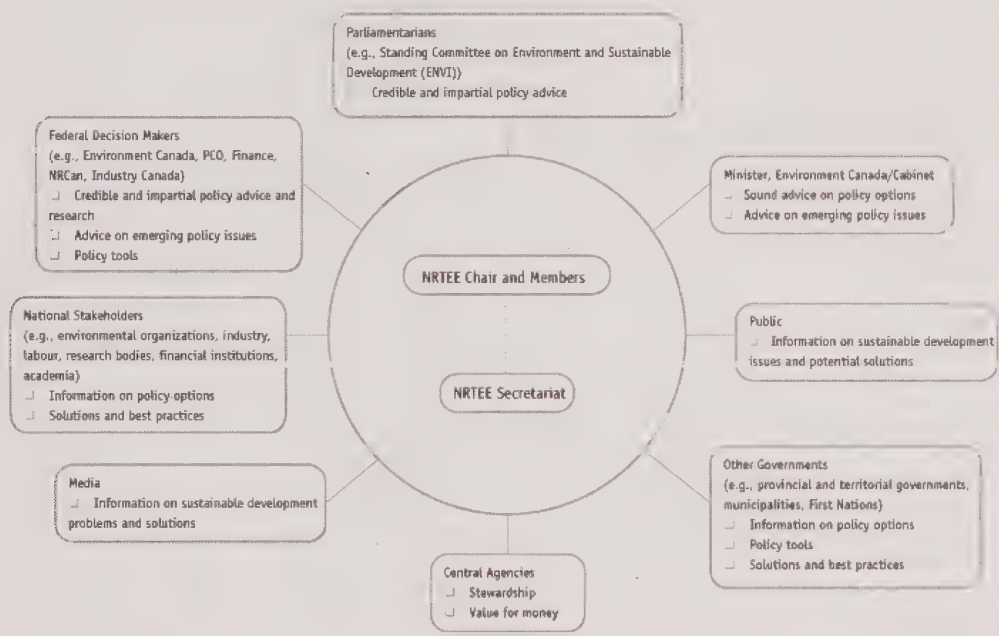 Parliamentarians
(e.g., Standing Committee on Environment and Sustainable
Development (ENVI))
Credible and impartial policy advice
Federal Decision Makers
(e.g., Environment Canada, PCO, Finance,
NRCan, Industry Canada)
Credible and impartial policy advice and
research
Advice on emerging policy issues
Policy tools
Minister, Environment Canada/Cabinet
Sound advice on policy options
Advice on emerging policy issues
NRTEE Chair and Members
National Stakeholders
(e.g., environmental organizations, industry,
labour, research bodies, financial institutions,
academia)
Information on policy options
Solutions and best practices
Public
Information on sustainable development
issues and potential solutions
NRTEE Secretariat
Media
Information on sustainable development
problems and solutions
Other Governments
(e.g., provincial and territorial governments,
municipalities, First Nations)
Information on policy options
Policy tools
Solutions and best practices
Central Agencies
Stewardship
Value for money